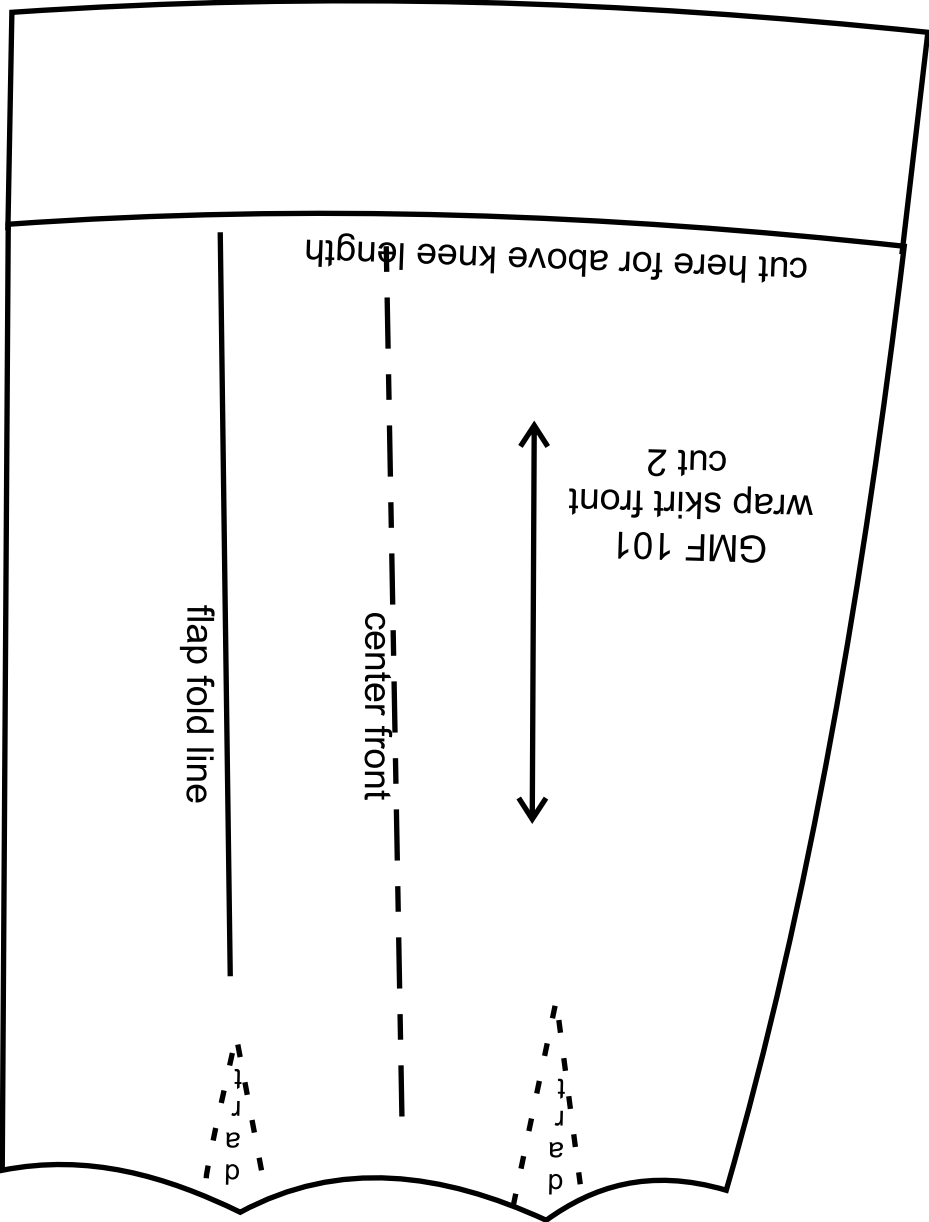 dart
dart
GMF 101
wrap skirt front
cut 2
center front
flap fold line
cut here for above knee length